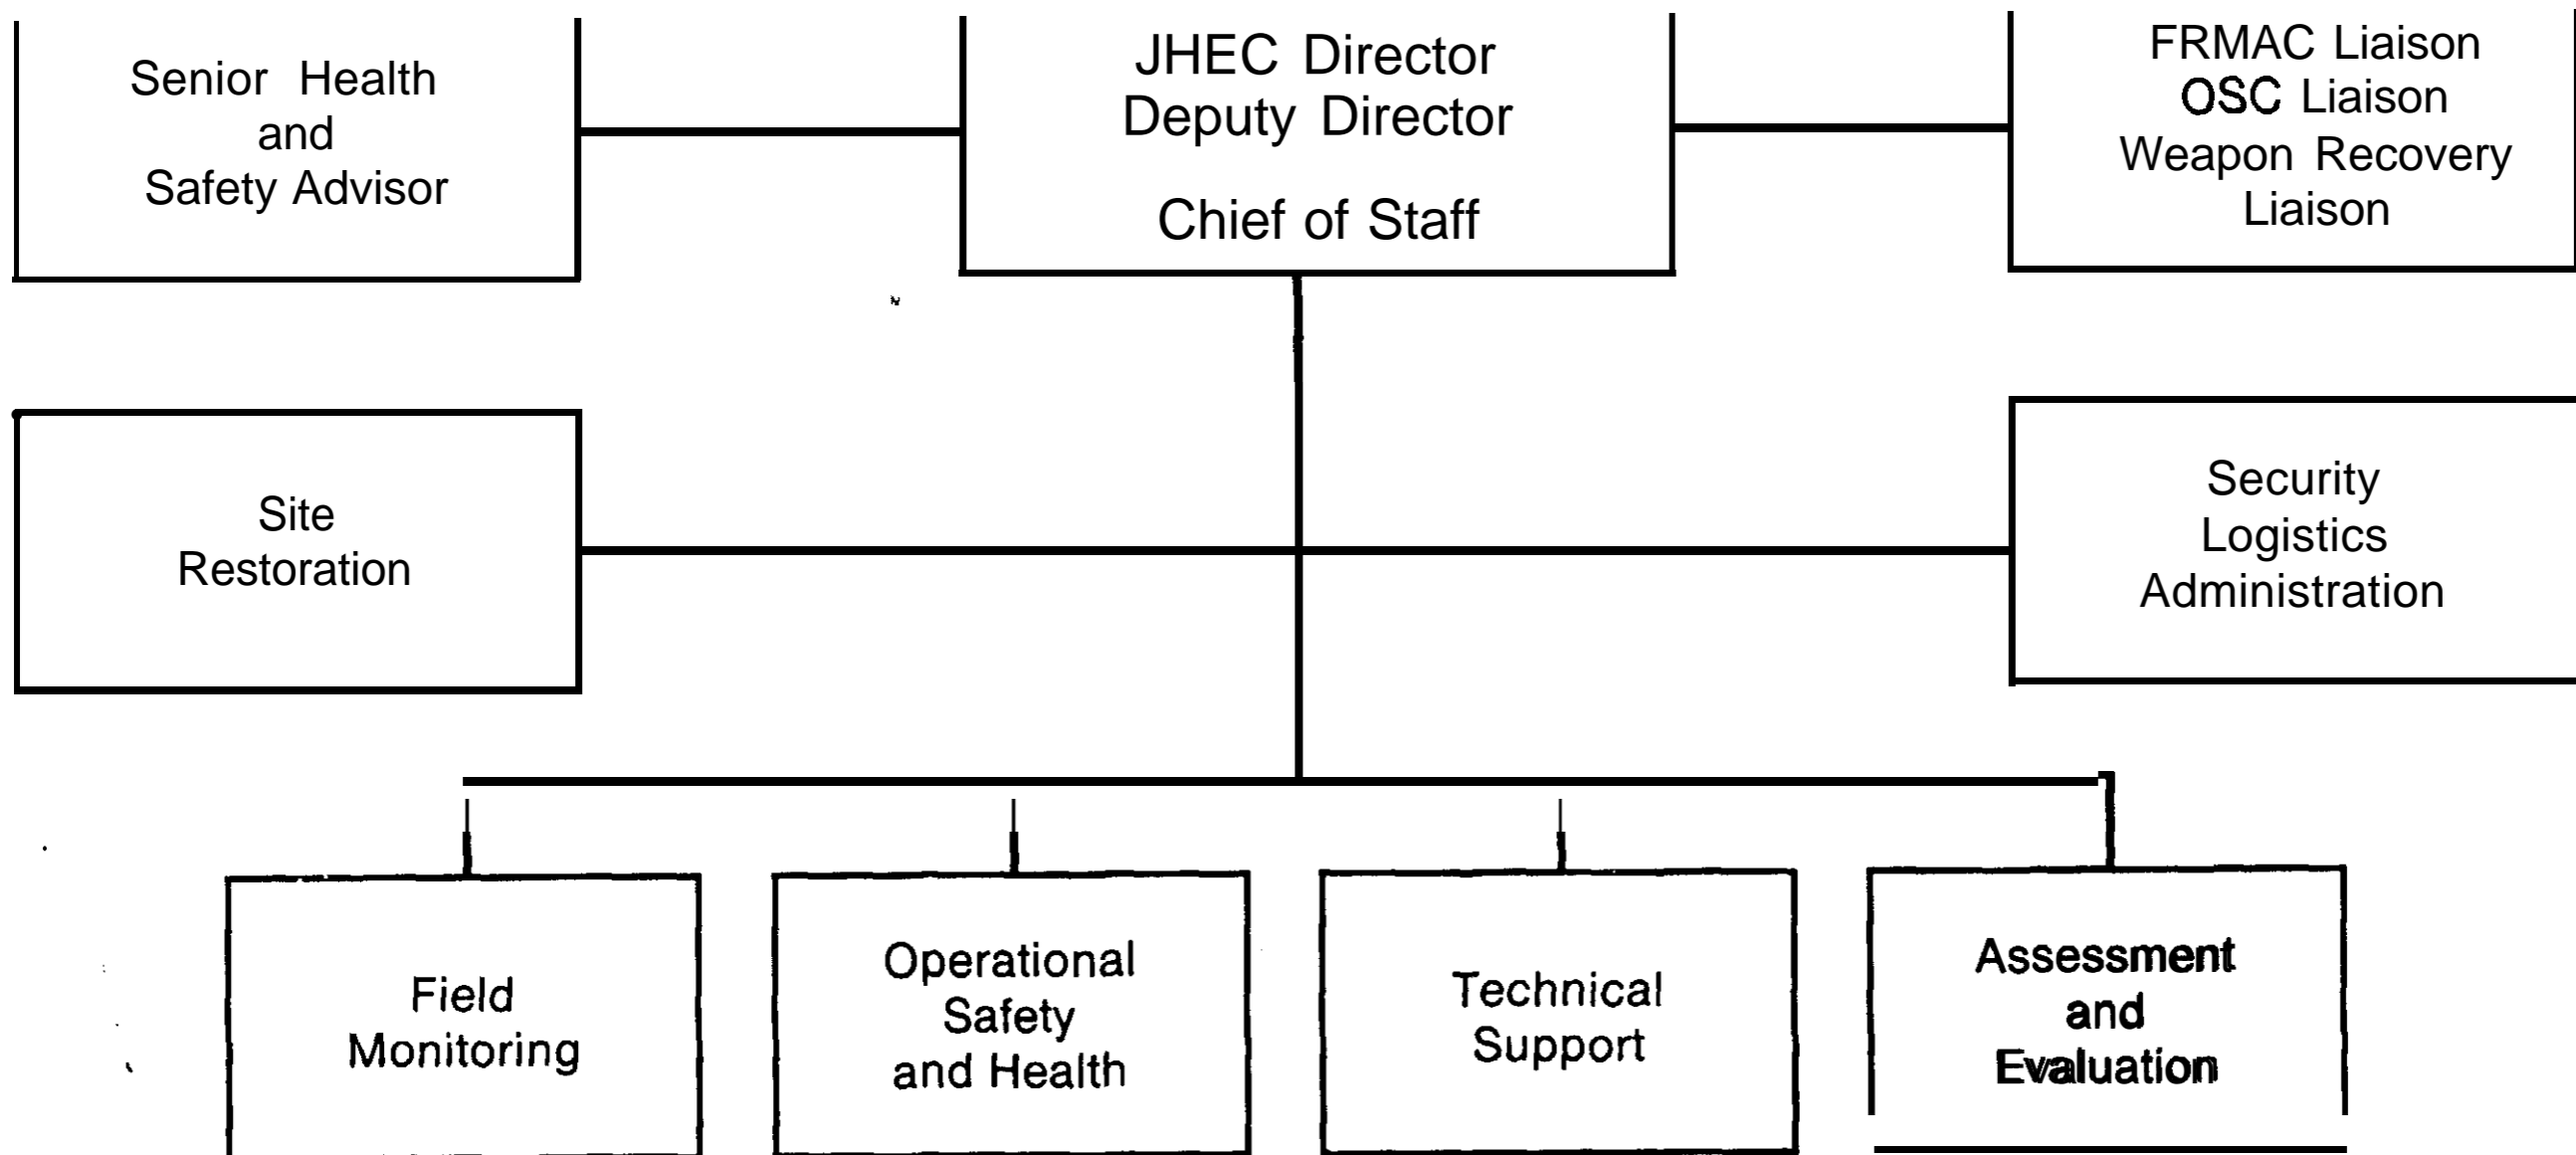 Senior Health
and
Safety Advisor
JHEC Director
Deputy Director
Chief of Staff
FRMAC Liaison
OSC Liaison
Weapon Recovery
Liaison
Site
Restoration
Security
Logistics
Administration
Field
Monitoring
Operational
Safety
and Health
Technical
Support
Assessment
and
Evaluation